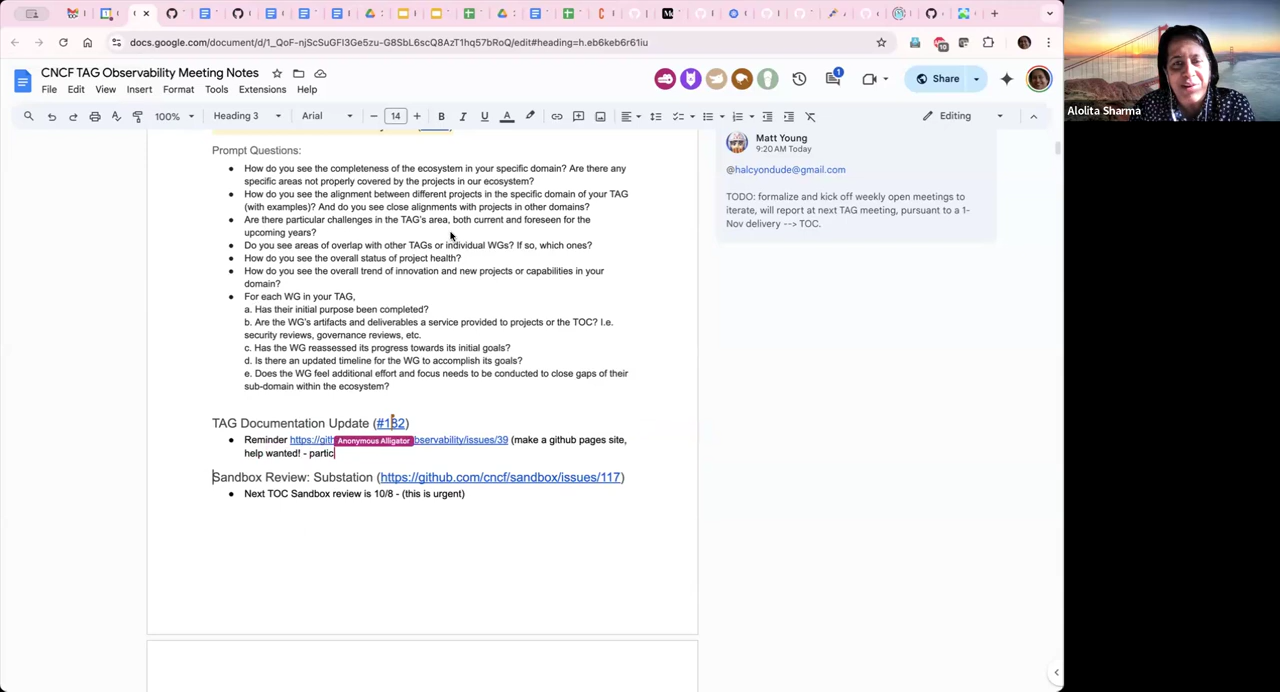 docs.google.com/document/d/1_QoF-njScSuGFI3Ge5zu-G8SbL6scQ8AzT1hq57bRoQ/edit#heading=h.eb6keb6r61iu
10
CNCF TAG Observability Meeting Notes
File Edit View Insert Format Tools Extensions Help
1
Share
100%
Heading 3
Arial
14
Editing
Alolita Sharma
Prompt Questions:
How do you see the completeness of the ecosystem in your specific domain? Are there any
specific areas not properly covered by the projects in our ecosystem?
How do you see the alignment between different projects in the specific domain of your TAG
(with examples)? And do you see close alignments with projects in other domains?
Are there particular challenges in the TAG's area, both current and foreseen for the
upcoming years?
Do you see areas of overlap with other TAGs or individual WGs? If so, which ones?
How do you see the overall status of project health?
How do you see the overall trend of innovation and new projects or capabilities in your
domain?
For each WG in your TAG,
a. Has their initial purpose been completed?
b. Are the WG's artifacts and deliverables a service provided to projects or the TOC? I.e.
security reviews, governance reviews, etc.
c. Has the WG reassessed its progress towards its initial goals?
d. Is there an updated timeline for the WG to accomplish its goals?
e. Does the WG feel additional effort and focus needs to be conducted to close gaps of their
sub-domain within the ecosystem?
TAG Documentation Update (#182)
Reminder https://gith Anonymous Alligator bservability/issues/39 (make a github pages site,
help wanted! - partic
Sandbox Review: Substation (https://github.com/cncf/sandbox/issues/117)
Next TOC Sandbox review is 10/8 - (this is urgent)
Matt Young
9:20 AM Today
@halcyondude@gmail.com
TODO: formalize and kick off weekly open meetings to
iterate, will report at next TAG meeting, pursuant to a 1-
Nov delivery --> TOC.